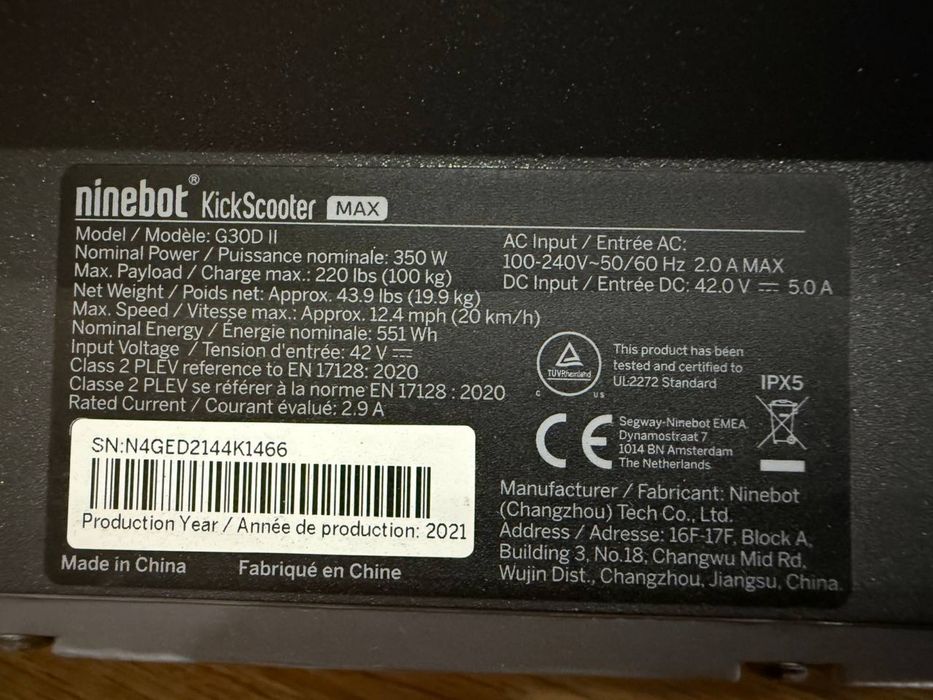 ninebot® KickScooter MAX
Model / Modèle: G30D II
Nominal Power / Puissance nominale: 350 W
Max. Payload / Charge max.: 220 lbs (100 kg)
Net Weight / Poids net: Approx. 43.9 lbs (19.9 kg)
Max. Speed / Vitesse max.: Approx. 12.4 mph (20 km/h)
Nominal Energy / Énergie nominale: 551 Wh
Input Voltage / Tension d'entrée: 42 V ⎓
Class 2 PLEV reference to EN 17128: 2020
Classe 2 PLEV se référer à la norme EN 17128 : 2020
Rated Current / Courant évalué: 2.9 A
AC Input / Entrée AC:
100-240V~50/60 Hz 2.0 A MAX
DC Input / Entrée DC: 42.0 V ⎓ 5.0 A
TÜVRheinland
C US
This product has been
tested and certified to
UL2272 Standard
IPX5
CE
Segway-Ninebot EMEA
Dynamostraat 7
1014 BN Amsterdam
The Netherlands
SN:N4GED2144K1466
Production Year / Année de production: 2021
Manufacturer / Fabricant: Ninebot
(Changzhou) Tech Co., Ltd.
Address / Adresse: 16F-17F, Block A,
Building 3, No.18, Changwu Mid Rd,
Wujin Dist., Changzhou, Jiangsu, China.
Made in China Fabriqué en Chine